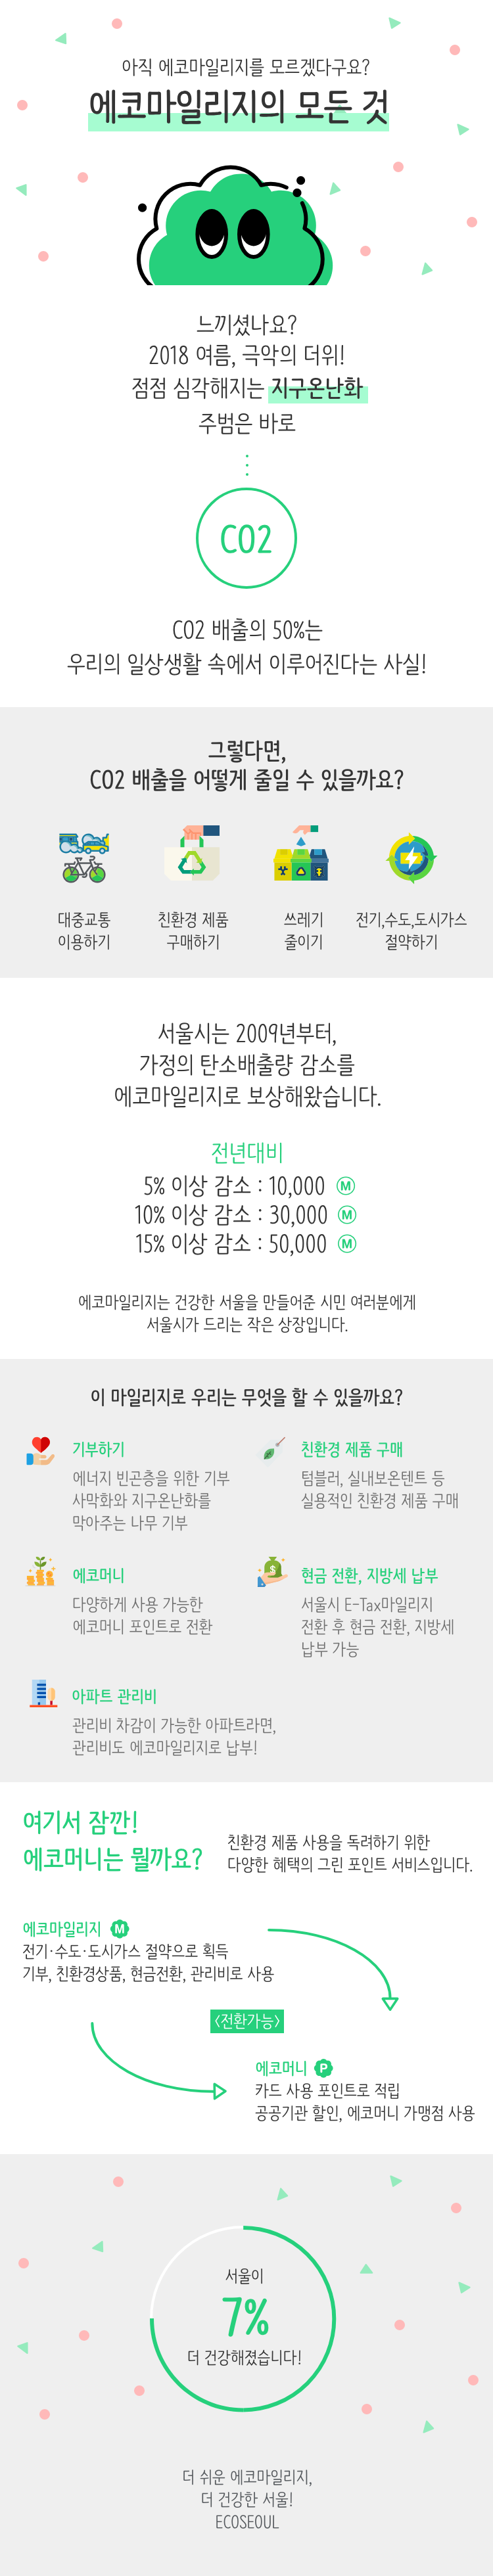 아직 에코마일리지를 모르겠다구요?
에코마일리지의 모든 것
느끼셨나요?
2018 여름, 극악의 더위!
점점 심각해지는 지구온난화
주범은 바로
CO2
CO2 배출의 50%는
우리의 일상생활 속에서 이루어진다는 사실!
그렇다면,
CO2 배출을 어떻게 줄일 수 있을까요?
대중교통
이용하기
친환경 제품
구매하기
쓰레기
줄이기
전기,수도,도시가스
절약하기
서울시는 2009년부터,
가정의 탄소배출량 감소를
에코마일리지로 보상해왔습니다.
전년대비
5% 이상 감소 : 10,000 M
10% 이상 감소 : 30,000 M
15% 이상 감소 : 50,000 M
에코마일리지는 건강한 서울을 만들어준 시민 여러분에게
서울시가 드리는 작은 상장입니다.
이 마일리지로 우리는 무엇을 할 수 있을까요?
기부하기
에너지 빈곤층을 위한 기부
사막화와 지구온난화를
막아주는 나무 기부
친환경 제품 구매
텀블러, 실내보온텐트 등
실용적인 친환경 제품 구매
에코머니
다양하게 사용 가능한
에코머니 포인트로 전환
현금 전환, 지방세 납부
서울시 E-Tax마일리지
전환 후 현금 전환, 지방세
납부 가능
아파트 관리비
관리비 차감이 가능한 아파트라면,
관리비도 에코마일리지로 납부!
여기서 잠깐!
에코머니는 뭘까요?
친환경 제품 사용을 독려하기 위한
다양한 혜택의 그린 포인트 서비스입니다.
에코마일리지 M
전기·수도·도시가스 절약으로 획득
기부, 친환경상품, 현금전환, 관리비로 사용
<전환가능>
에코머니 P
카드 사용 포인트로 적립
공공기관 할인, 에코머니 가맹점 사용
서울이
7%
더 건강해졌습니다!
더 쉬운 에코마일리지,
더 건강한 서울!
ECOSEOUL